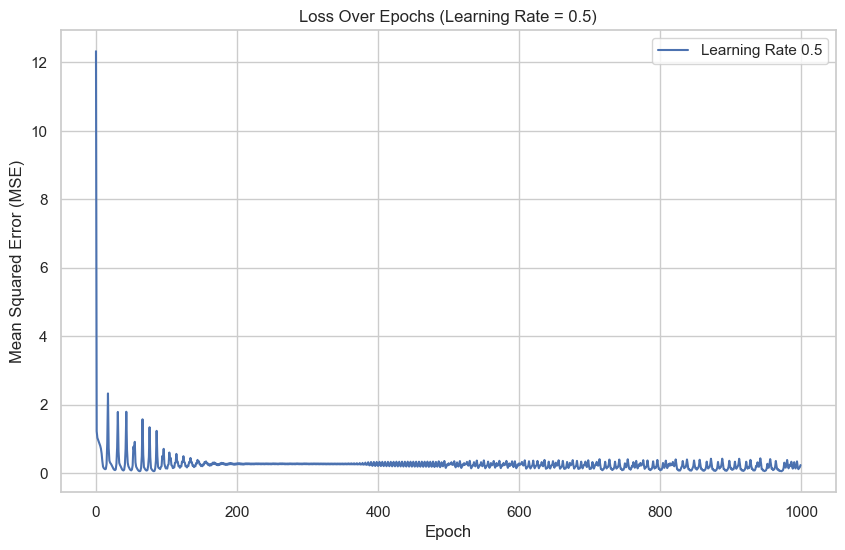 Loss Over Epochs (Learning Rate = 0.5)
Learning Rate 0.5
Mean Squared Error (MSE)
12
10
8
6
4
2
0
0 200 400 600 800 1000
Epoch